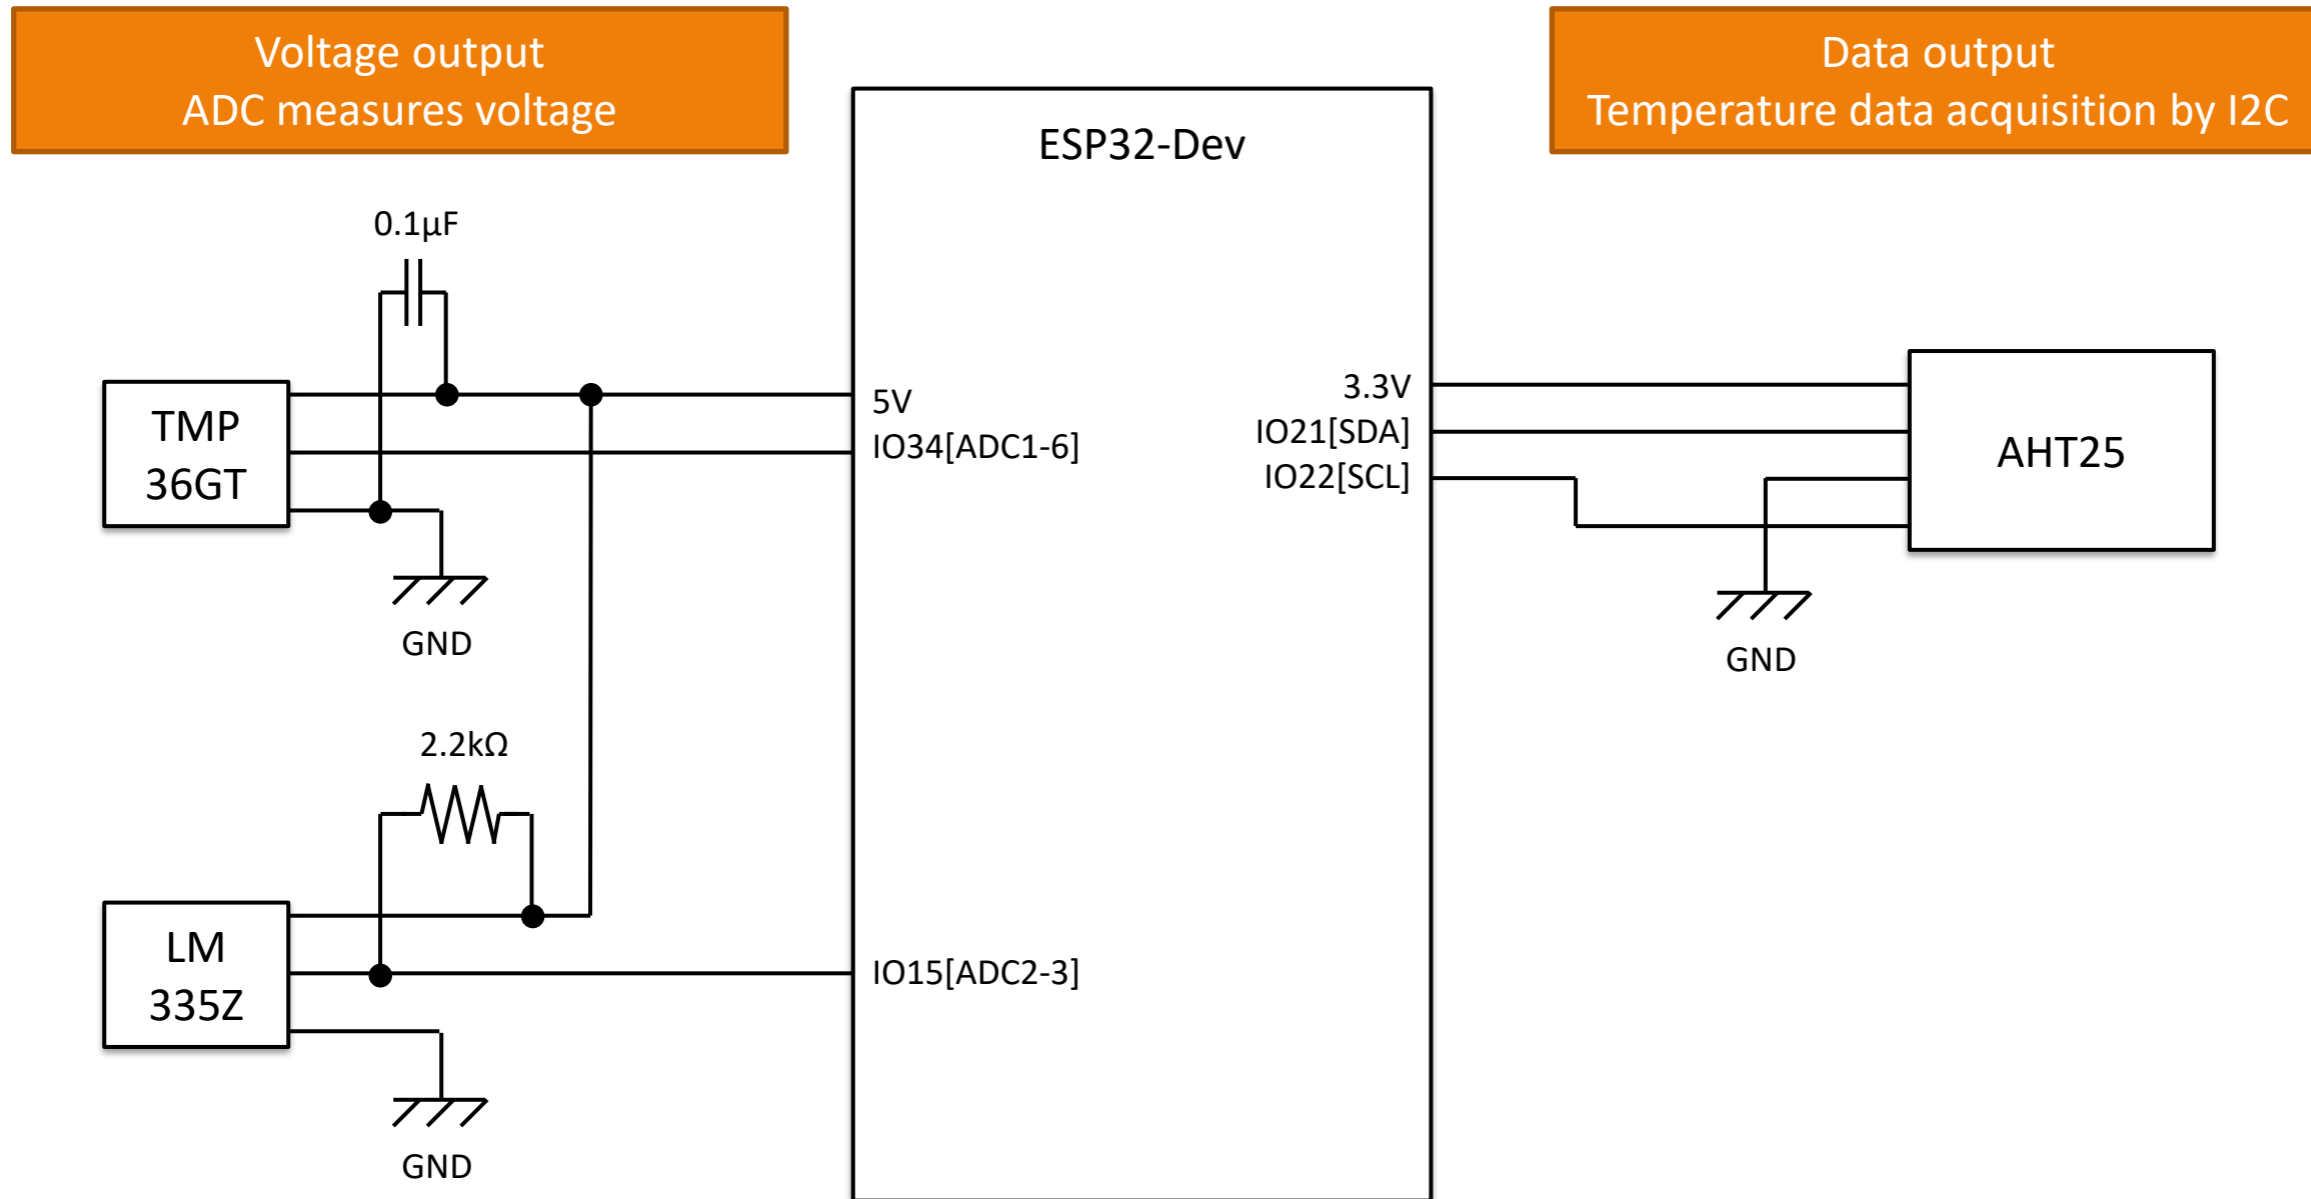 Voltage output
ADC measures voltage
Data output
Temperature data acquisition by I2C
ESP32-Dev
0.1µF
TMP
36GT
5V
IO34[ADC1-6]
3.3V
IO21[SDA]
IO22[SCL]
AHT25
GND
GND
2.2kΩ
LM
335Z
IO15[ADC2-3]
GND